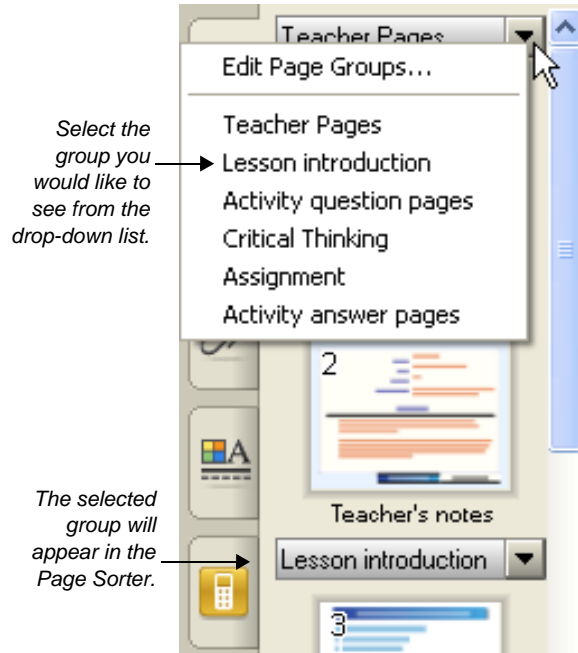 Teacher Pages
Edit Page Groups...
Teacher Pages
Lesson introduction
Activity question pages
Critical Thinking
Assignment
Activity answer pages
Select the
group you
would like to
see from the
drop-down list.
2
A
Teacher's notes
The selected
group will
appear in the
Page Sorter.
Lesson introduction
3